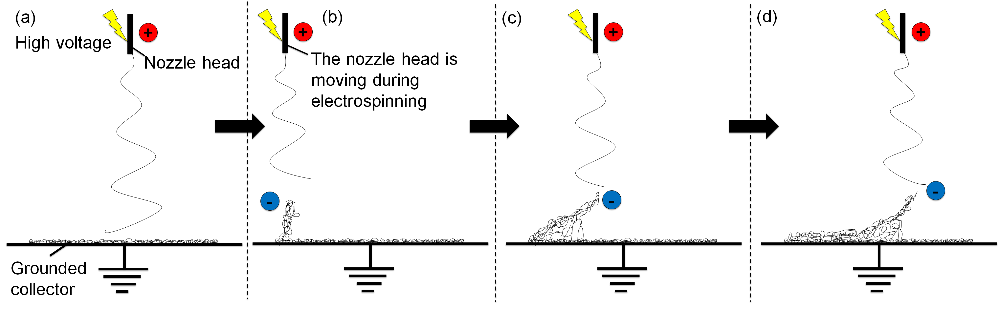 (a)
High voltage
+
Nozzle head
Grounded
collector
(b)
+
The nozzle head is
moving during
electrospinning
-
(c)
+
-
(d)
+
-